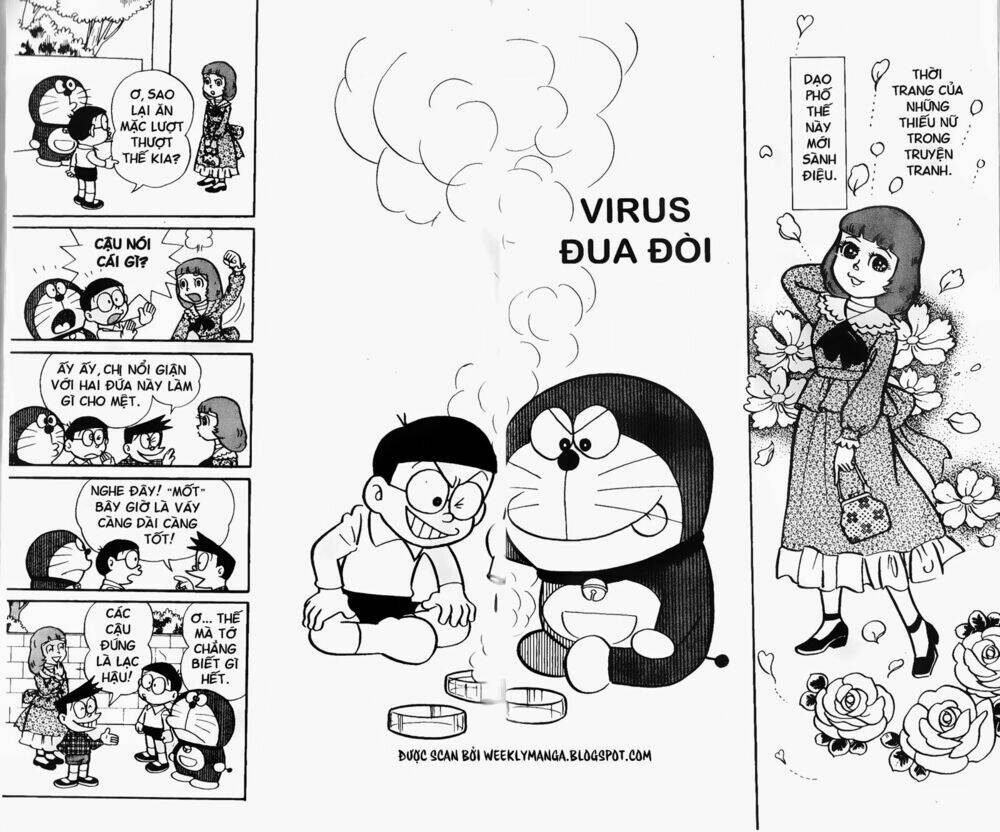 THỜI
TRANG CỦA
NHỮNG
THIẾU NỮ
TRONG
TRUYỆN
TRANH.
DẠO
PHỐ
THẾ
NÀY
MỚI
SÀNH
ĐIỆU.
VIRUS
ĐUA ĐÒI
ĐƯỢC SCAN BỞI WEEKLYMANGA.BLOGSPOT.COM
Ơ, SAO
LẠI ĂN
MẶC LƯỢT
THƯỢT
THẾ KIA?
CẬU NÓI
CÁI GÌ?
ẤY ẤY, CHỊ NỔI GIẬN
VỚI HAI ĐỨA NÀY LÀM
GÌ CHO MỆT.
NGHE ĐÂY! "MỐT"
BÂY GIỜ LÀ VÁY
CÀNG DÀI CÀNG
TỐT!
CÁC
CẬU
ĐÚNG
LÀ LẠC
HẬU!
Ơ... THẾ
MÀ TỚ
CHẲNG
BIẾT GÌ
HẾT.